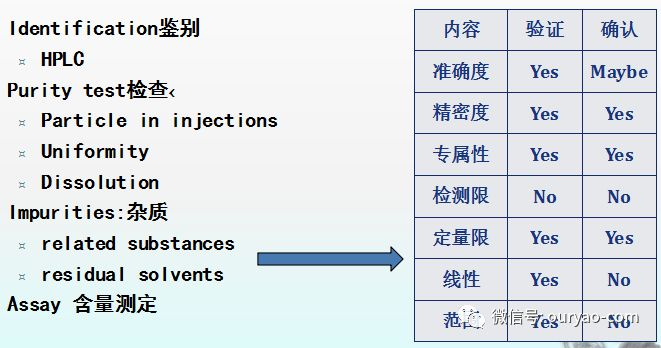 Identification鉴别
¤ HPLC
Purity test检查
¤ Particle in injections
¤ Uniformity
¤ Dissolution
Impurities:杂质
¤ related substances
¤ residual solvents
Assay 含量测定
内容 验证 确认
准确度 Yes Maybe
精密度 Yes Yes
专属性 Yes Yes
检测限 No No
定量限 Yes Yes
线性 Yes No
范围 Yes No
微信号: ouryao-com